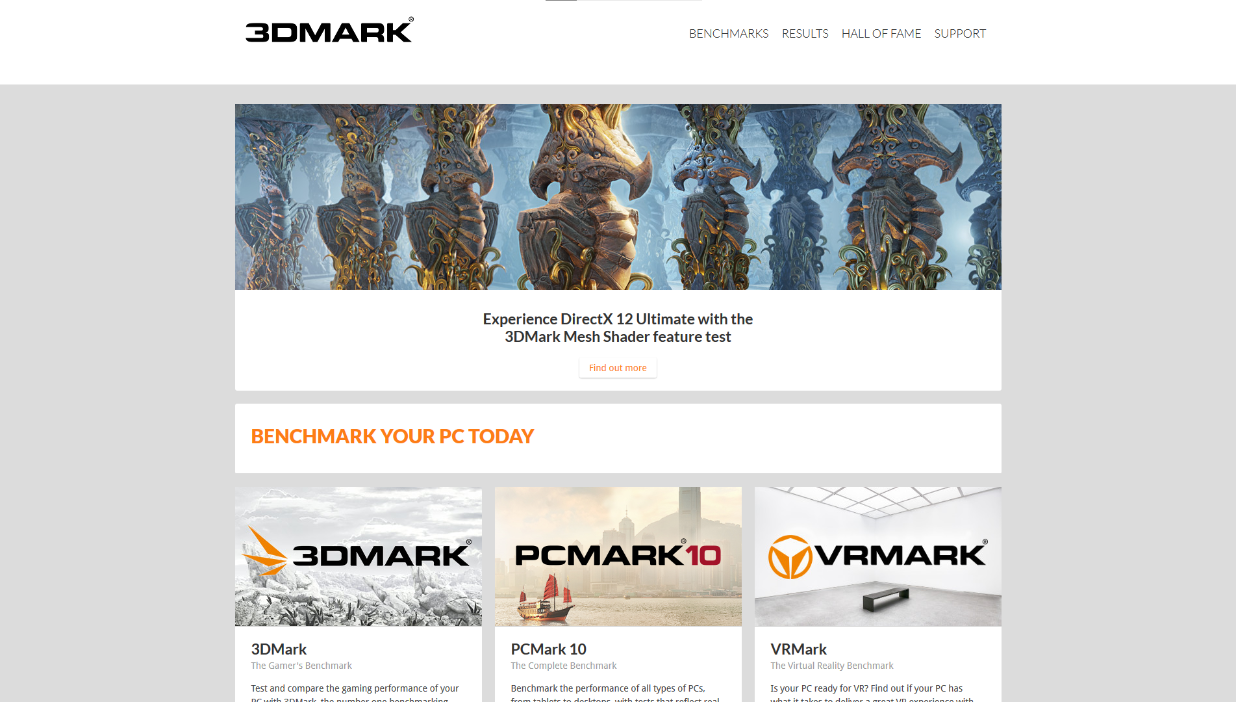 3DMARK®
BENCHMARKS RESULTS HALL OF FAME SUPPORT
Experience DirectX 12 Ultimate with the
3DMark Mesh Shader feature test
Find out more
BENCHMARK YOUR PC TODAY
3DMARK®
PCMARK®10
VRMARK®
3DMark
The Gamer's Benchmark
Test and compare the gaming performance of your
PC with 3DMark, the number one benchmarking
PCMark 10
The Complete Benchmark
Benchmark the performance of all types of PCs,
from tablets to desktops, with tests that reflect real
VRMark
The Virtual Reality Benchmark
Is your PC ready for VR? Find out if your PC has
what it takes to deliver a great VR experience with